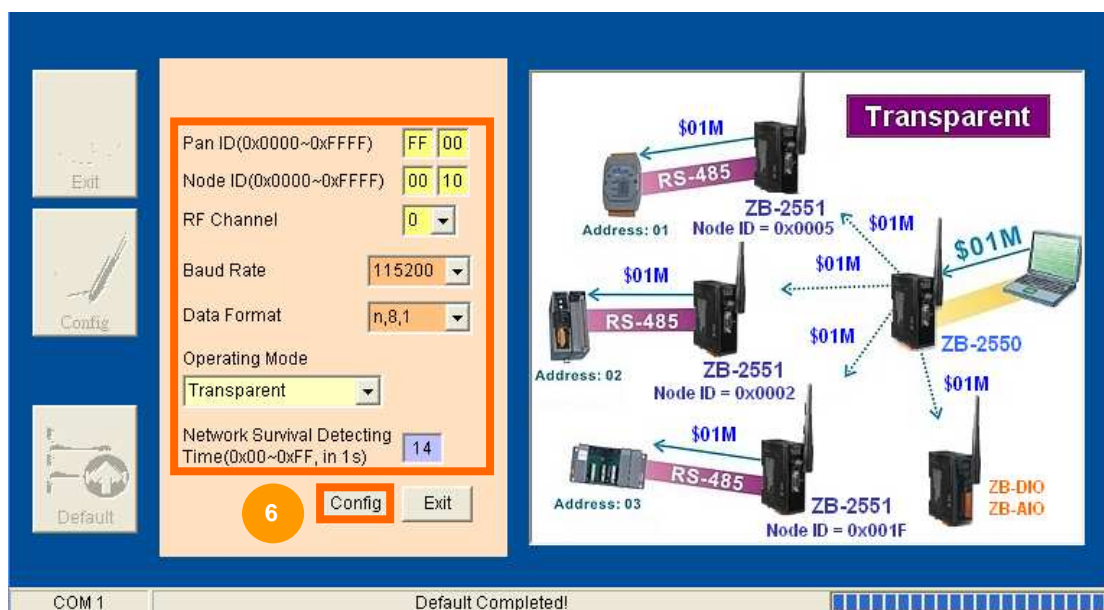 Exit
Config
Default
Pan ID(0x0000~0xFFFF) FF 00
Node ID(0x0000~0xFFFF) 00 10
RF Channel 0
Baud Rate 115200
Data Format n,8,1
Operating Mode
Transparent
Network Survival Detecting
Time(0x00~0xFF, in 1s) 14
6 Config Exit
Transparent
$01M
RS-485
Address: 01
ZB-2551
Node ID = 0x0005
$01M
$01M
$01M
$01M
RS-485
Address: 02
ZB-2551
Node ID = 0x0002
$01M
ZB-2550
$01M
$01M
RS-485
Address: 03
ZB-2551
Node ID = 0x001F
ZB-DIO
ZB-AIO
COM 1 Default Completed!